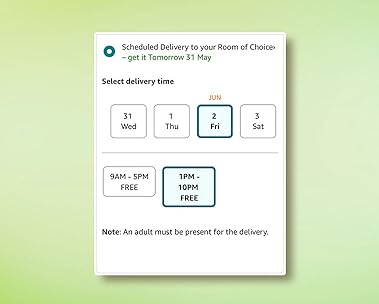 Scheduled Delivery to your Room of Choice›
– get it Tomorrow 31 May
Select delivery time
JUN
31 1 2 3
Wed Thu Fri Sat
9AM - 5PM
FREE
1PM -
10PM
FREE
Note: An adult must be present for the delivery.